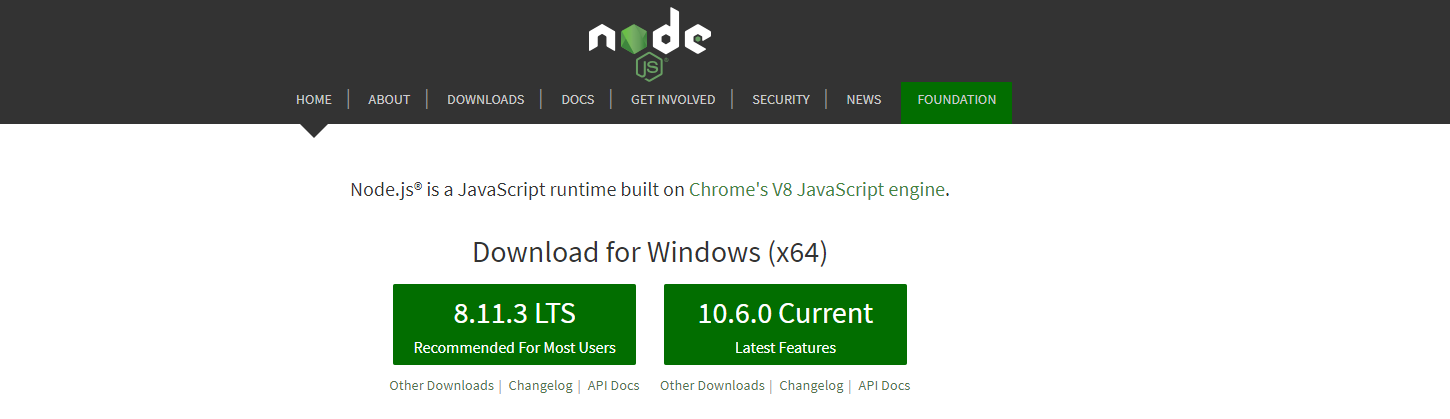 node
JS
HOME | ABOUT | DOWNLOADS | DOCS | GET INVOLVED | SECURITY | NEWS FOUNDATION
Node.js® is a JavaScript runtime built on Chrome's V8 JavaScript engine.
Download for Windows (x64)
8.11.3 LTS
Recommended For Most Users
10.6.0 Current
Latest Features
Other Downloads | Changelog | API Docs
Other Downloads | Changelog | API Docs